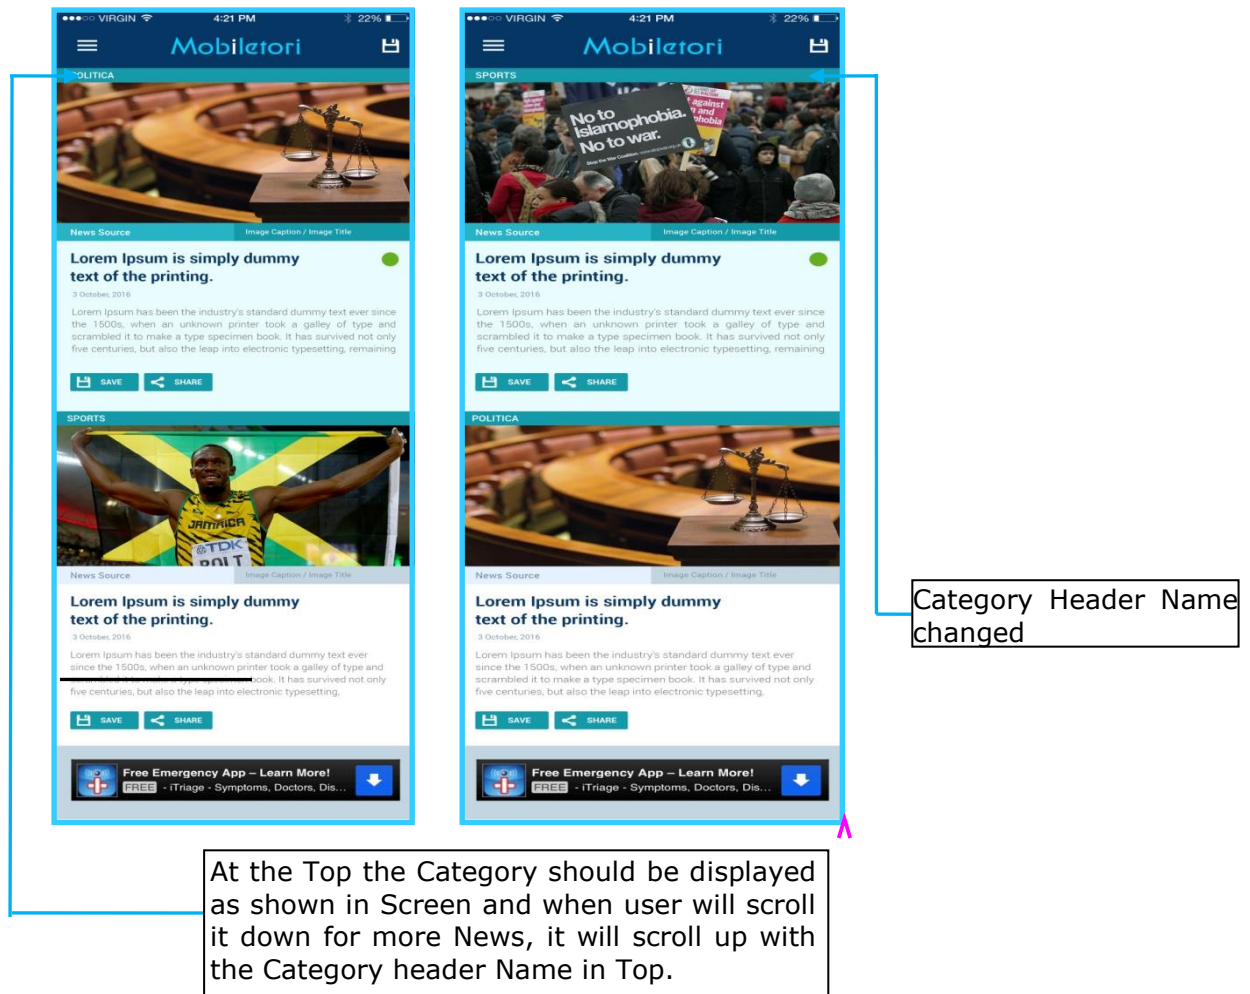 ●●●○○ VIRGIN 4:21 PM 22%
Mobiletori
POLITICA
News Source Image Caption / Image Title
Lorem Ipsum is simply dummy
text of the printing.
3 October, 2016
Lorem Ipsum has been the industry's standard dummy text ever since
the 1500s, when an unknown printer took a galley of type and
scrambled it to make a type specimen book. It has survived not only
five centuries, but also the leap into electronic typesetting, remaining
SAVE SHARE
SPORTS
JAMAICA
TDK
BOLT
News Source Image Caption / Image Title
Lorem Ipsum is simply dummy
text of the printing.
3 October, 2016
Lorem Ipsum has been the industry's standard dummy text ever
since the 1500s, when an unknown printer took a galley of type and
scrambled it to make a type specimen book. It has survived not only
five centuries, but also the leap into electronic typesetting,
SAVE SHARE
Free Emergency App – Learn More!
FREE - iTriage - Symptoms, Doctors, Dis...
●●●○○ VIRGIN 4:21 PM 22%
Mobiletori
SPORTS
No to
Islamophobia.
No to war.
Stop the War Coalition
against
and
phobia
News Source Image Caption / Image Title
Lorem Ipsum is simply dummy
text of the printing.
3 October, 2016
Lorem Ipsum has been the industry's standard dummy text ever since
the 1500s, when an unknown printer took a galley of type and
scrambled it to make a type specimen book. It has survived not only
five centuries, but also the leap into electronic typesetting, remaining
SAVE SHARE
POLITICA
News Source Image Caption / Image Title
Lorem Ipsum is simply dummy
text of the printing.
3 October, 2016
Lorem Ipsum has been the industry's standard dummy text ever
since the 1500s, when an unknown printer took a galley of type and
scrambled it to make a type specimen book. It has survived not only
five centuries, but also the leap into electronic typesetting,
SAVE SHARE
Free Emergency App – Learn More!
FREE - iTriage - Symptoms, Doctors, Dis...
Category Header Name
changed
At the Top the Category should be displayed
as shown in Screen and when user will scroll
it down for more News, it will scroll up with
the Category header Name in Top.